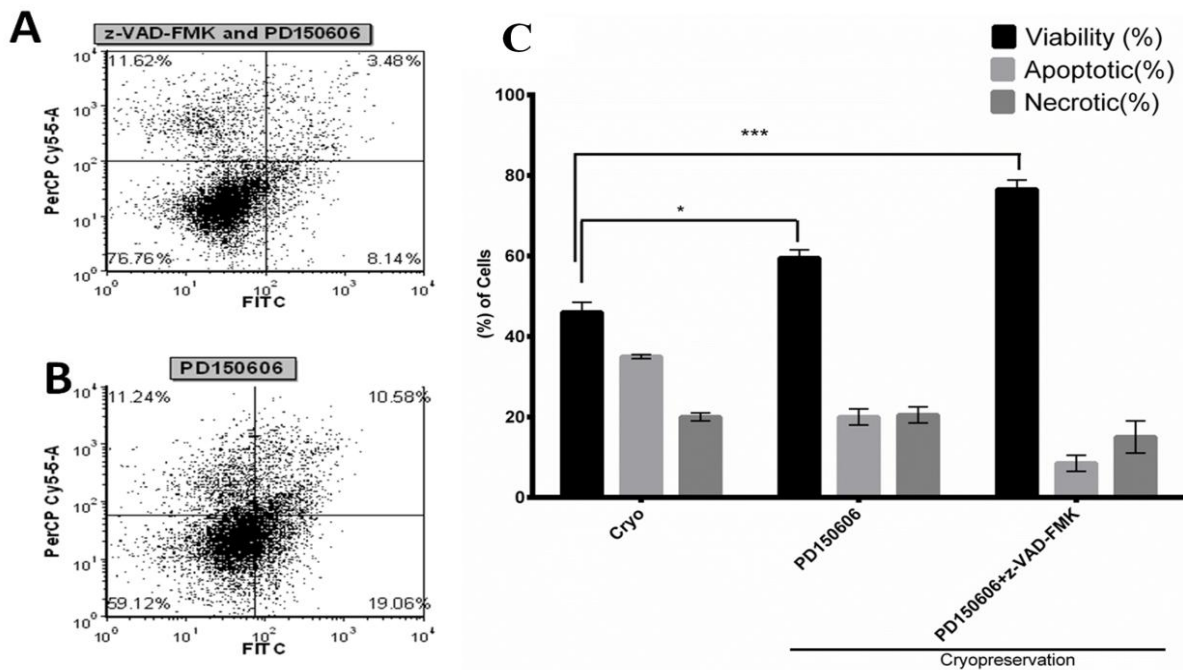 A
z-VAD-FMK and PD150606
11.62%
3.48%
76.76%
8.14%
10⁴
10³
10²
10¹
10⁰
PerCP Cy5-5-A
10⁰ 10¹ 10² 10³ 10⁴
FITC
B
PD150606
11.24%
10.58%
59.12%
19.06%
10⁴
10³
10²
10¹
10⁰
PerCP Cy5-5-A
10⁰ 10¹ 10² 10³ 10⁴
FITC
C
Viability (%)
Apoptotic(%)
Necrotic(%)
100
80
60
40
20
0
(%) of Cells
***
*
Cryo
PD150606
PD150606+z-VAD-FMK
Cryopreservation